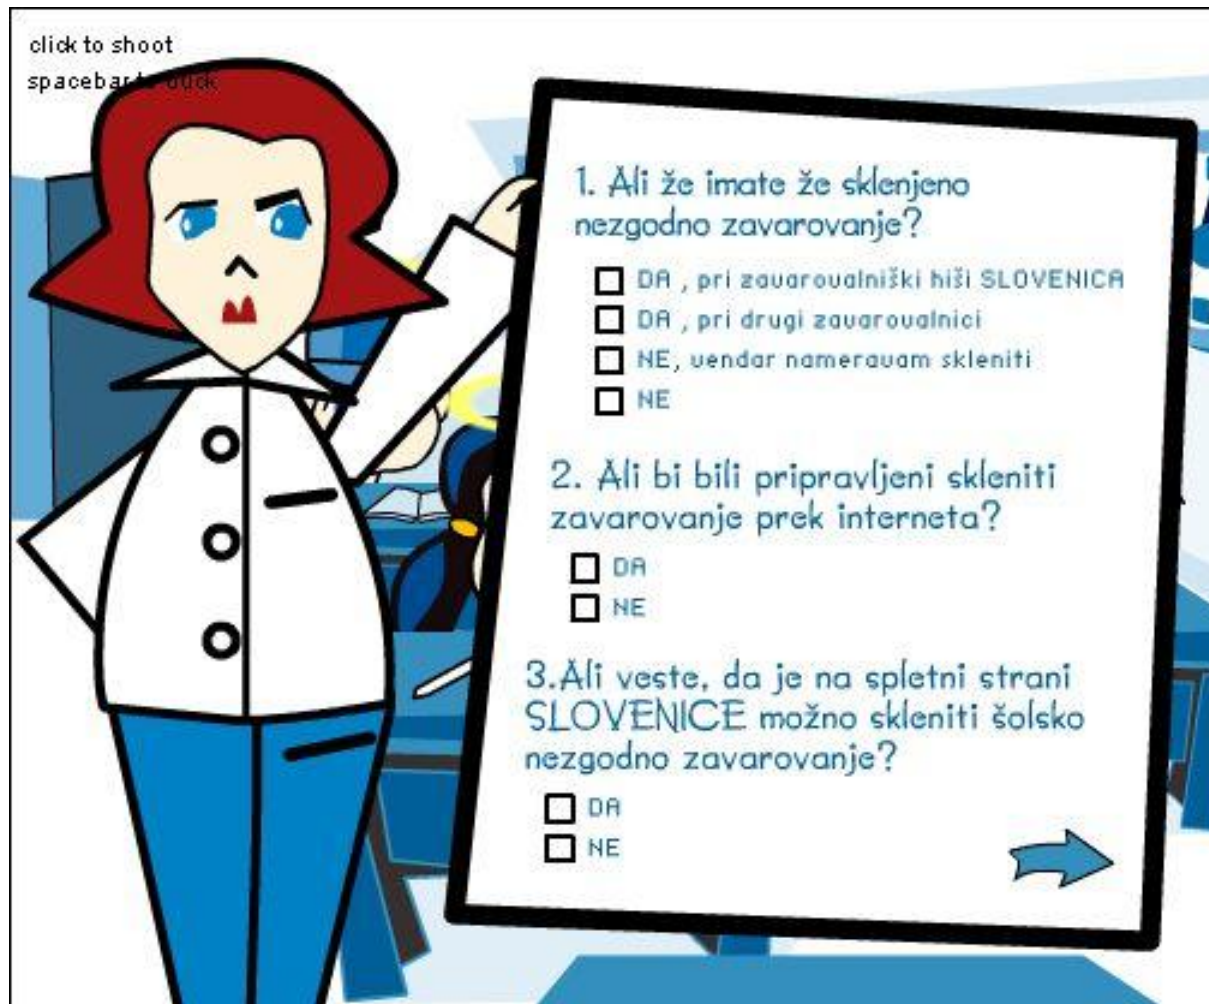 click to shoot
spacebar to duck
1. Ali že imate že sklenjeno
nezgodno zavarovanje?
DA , pri zavarovalniški hiši SLOVENICA
DA , pri drugi zavarovalnici
NE, vendar nameravam skleniti
NE
2. Ali bi bili pripravljeni skleniti
zavarovanje prek interneta?
DA
NE
3.Ali veste, da je na spletni strani
SLOVENICE možno skleniti šolsko
nezgodno zavarovanje?
DA
NE